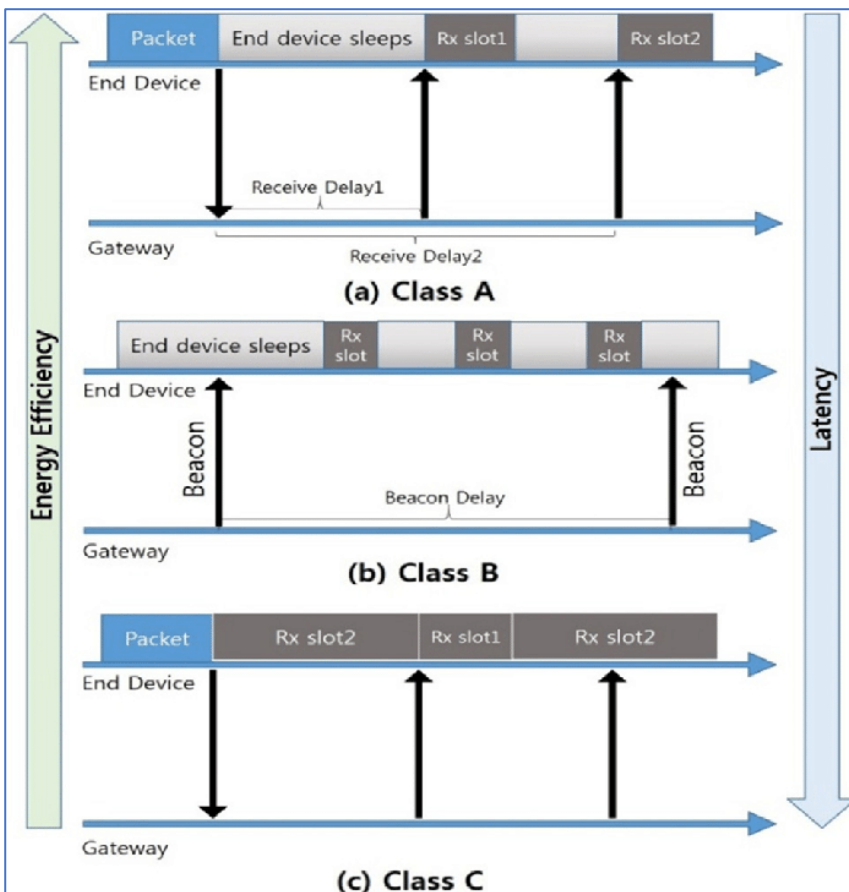 Packet
End device sleeps
Rx slot1
Rx slot2
End Device
Receive Delay1
Gateway
Receive Delay2
(a) Class A
End device sleeps
Rx
slot
Rx
slot
Rx
slot
End Device
Beacon
Beacon
Beacon Delay
Gateway
(b) Class B
Packet
Rx slot2
Rx slot1
Rx slot2
End Device
Gateway
(c) Class C
Energy Efficiency
Latency